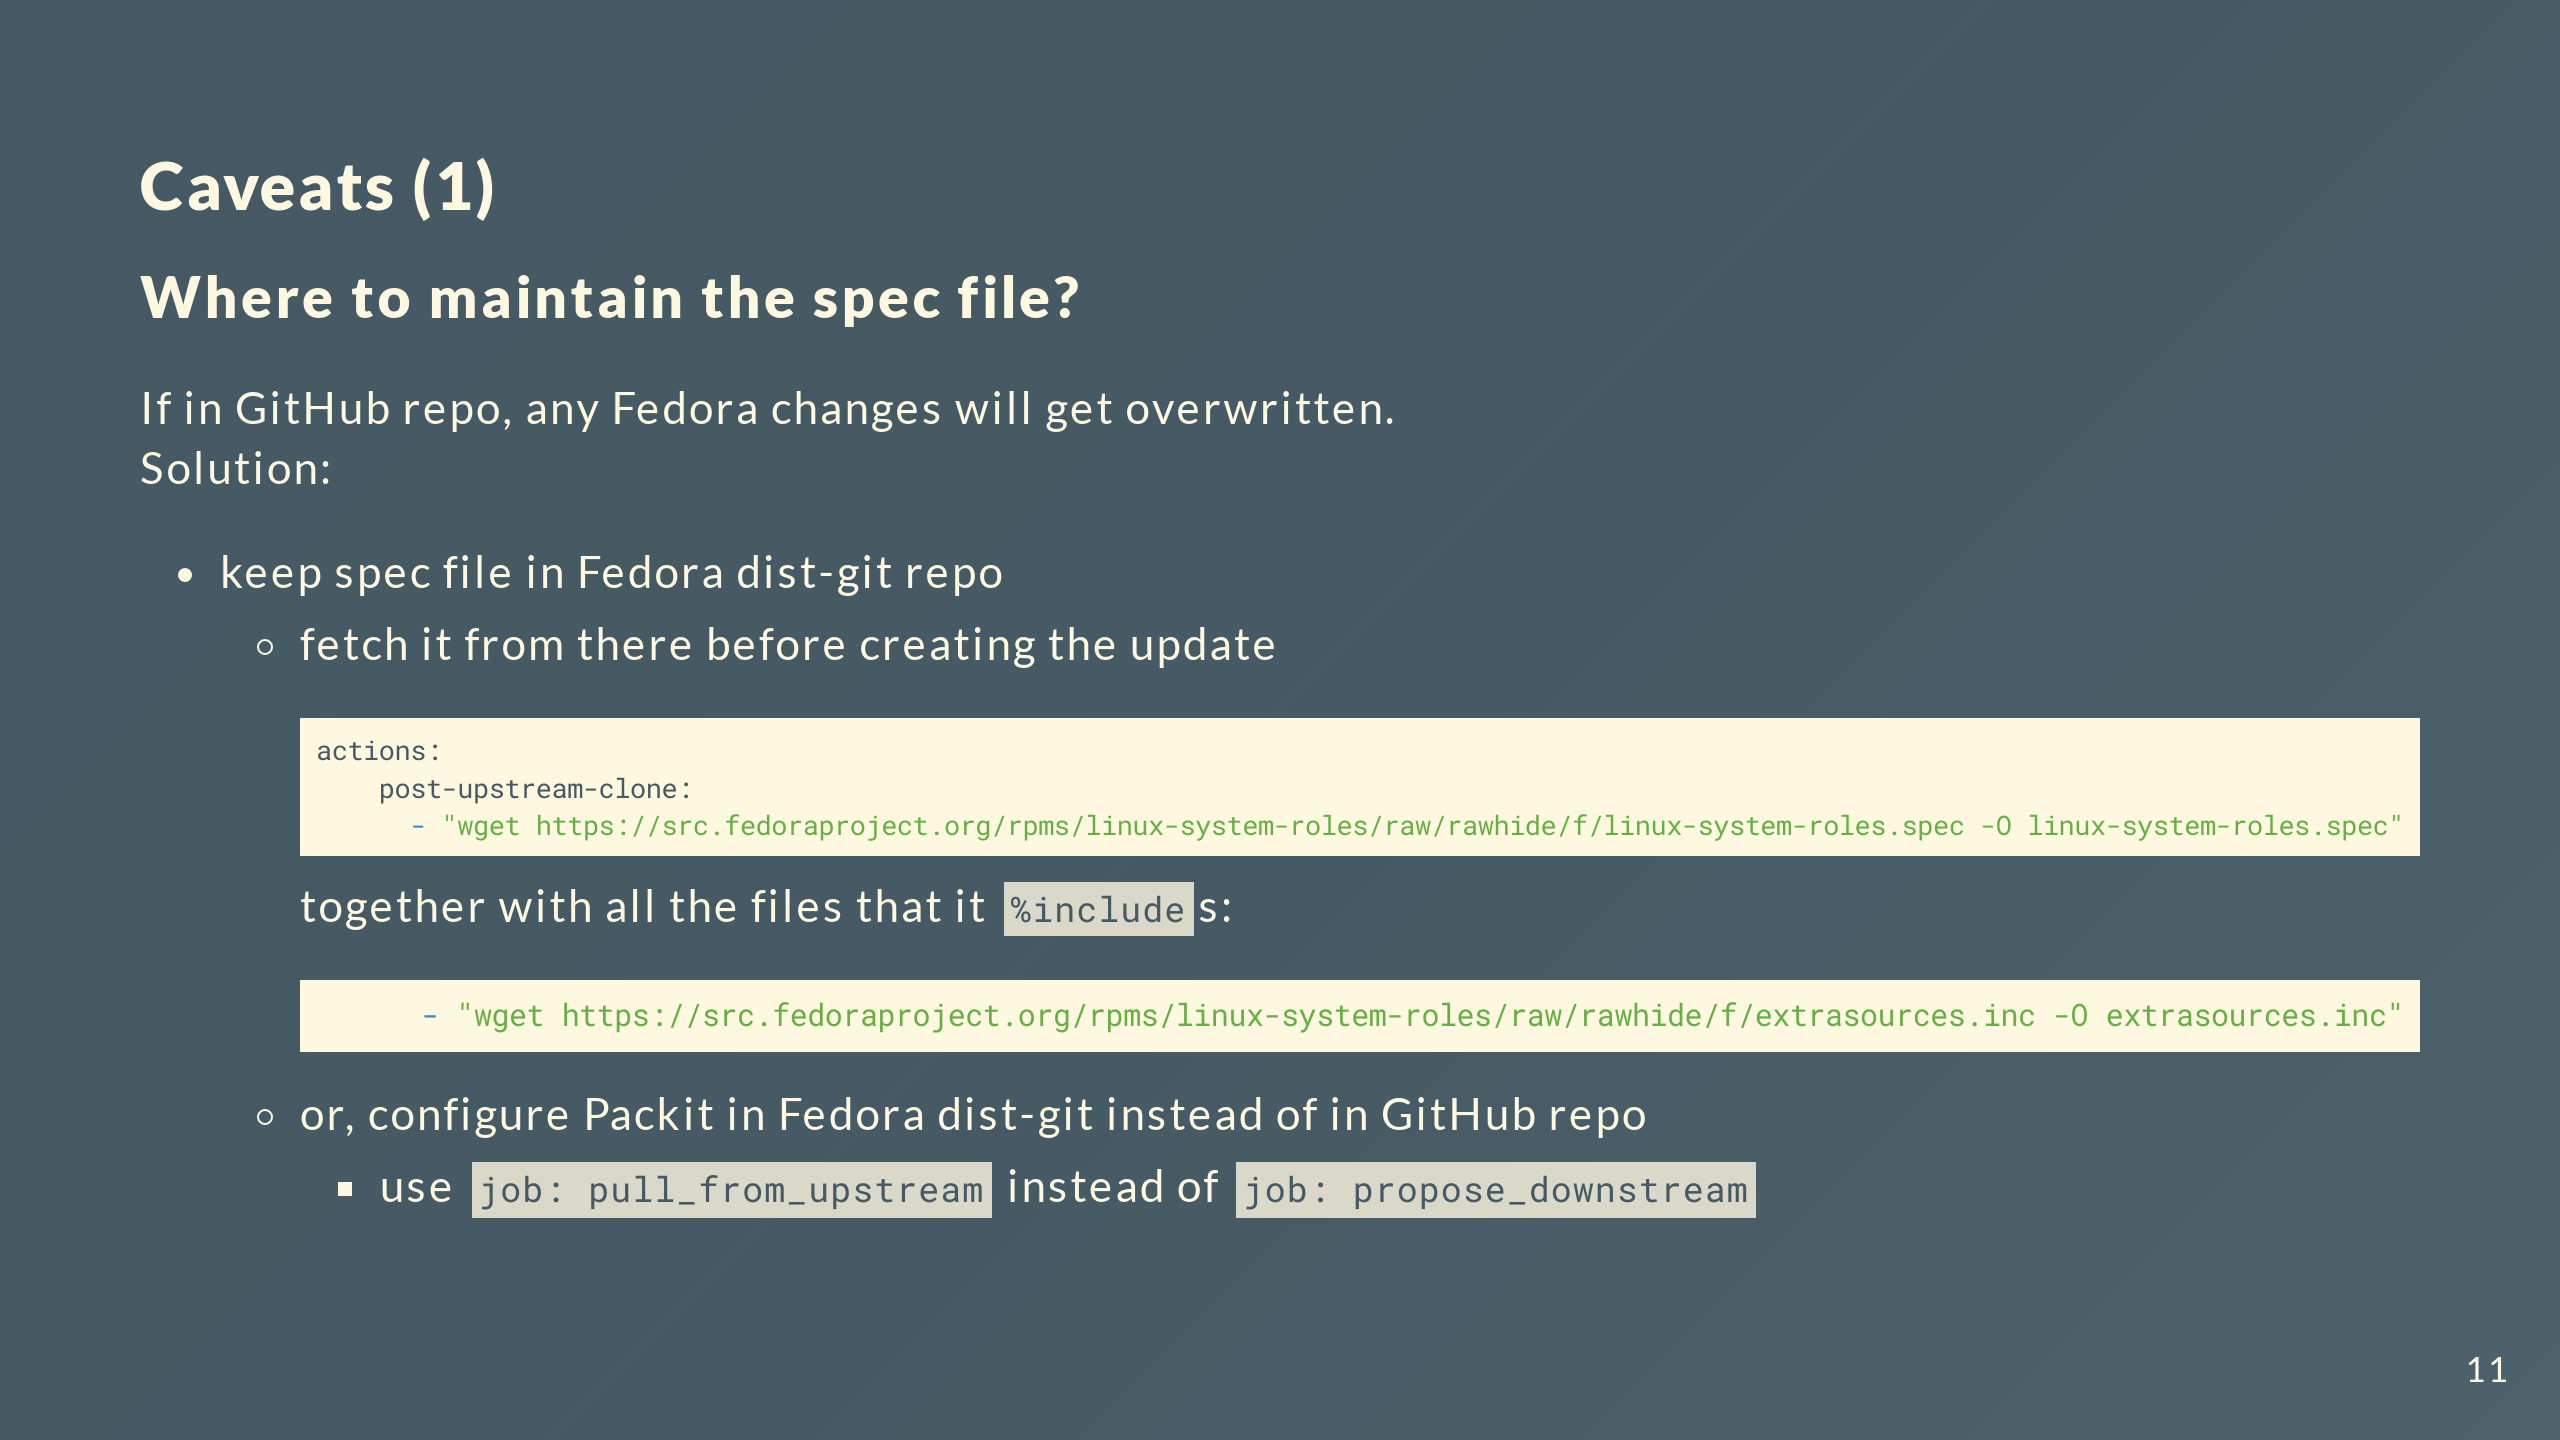 Caveats (1)
Where to maintain the spec file?
If in GitHub repo, any Fedora changes will get overwritten.
Solution:
keep spec file in Fedora dist-git repo
fetch it from there before creating the update
actions:
    post-upstream-clone:
      - "wget https://src.fedoraproject.org/rpms/linux-system-roles/raw/rawhide/f/linux-system-roles.spec -O linux-system-roles.spec"
together with all the files that it %includes:
      - "wget https://src.fedoraproject.org/rpms/linux-system-roles/raw/rawhide/f/extrasources.inc -O extrasources.inc"
or, configure Packit in Fedora dist-git instead of in GitHub repo
use job: pull_from_upstream instead of job: propose_downstream
11